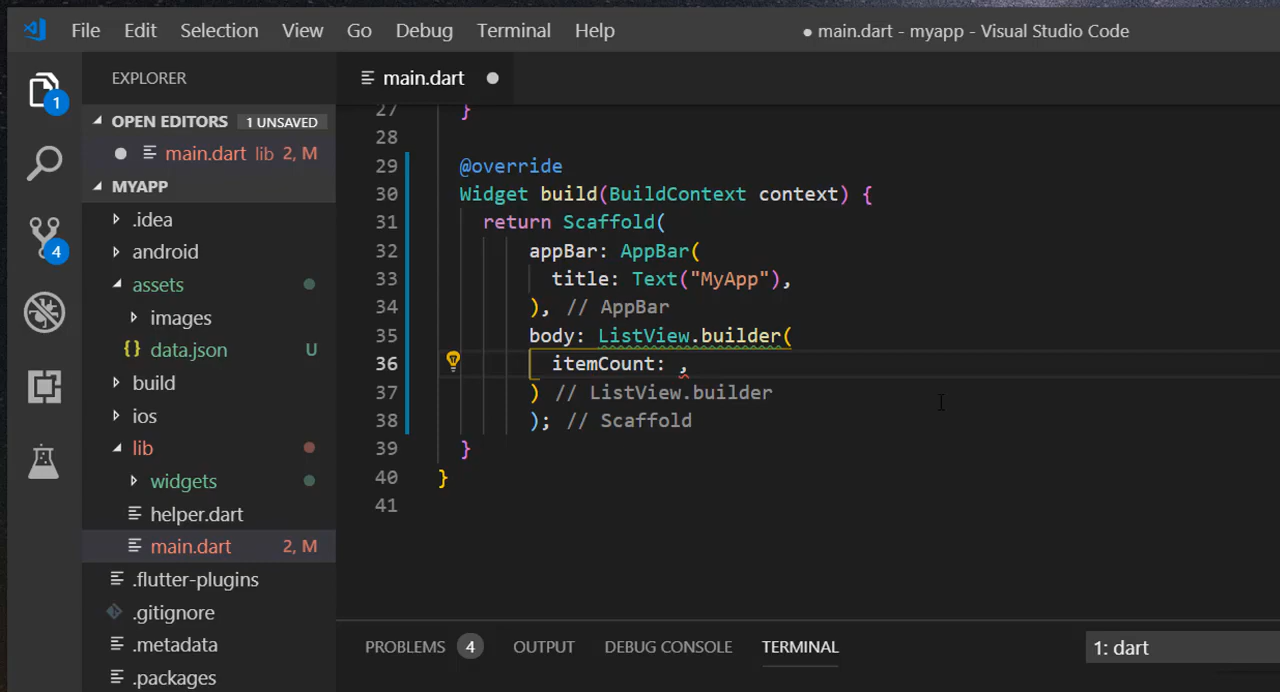 File Edit Selection View Go Debug Terminal Help ● main.dart - myapp - Visual Studio Code
EXPLORER
main.dart
1
OPEN EDITORS 1 UNSAVED
main.dart lib 2, M
MYAPP
.idea
4
android
assets
images
data.json U
build
ios
lib
widgets
helper.dart
main.dart 2, M
.flutter-plugins
.gitignore
.metadata
.packages
27 }
28
29 @override
30 Widget build(BuildContext context) {
31 return Scaffold(
32 appBar: AppBar(
33 title: Text("MyApp"),
34 ), // AppBar
35 body: ListView.builder(
36 itemCount: ,
37 ) // ListView.builder
38 ); // Scaffold
39 }
40 }
41
PROBLEMS 4 OUTPUT DEBUG CONSOLE TERMINAL 1: dart